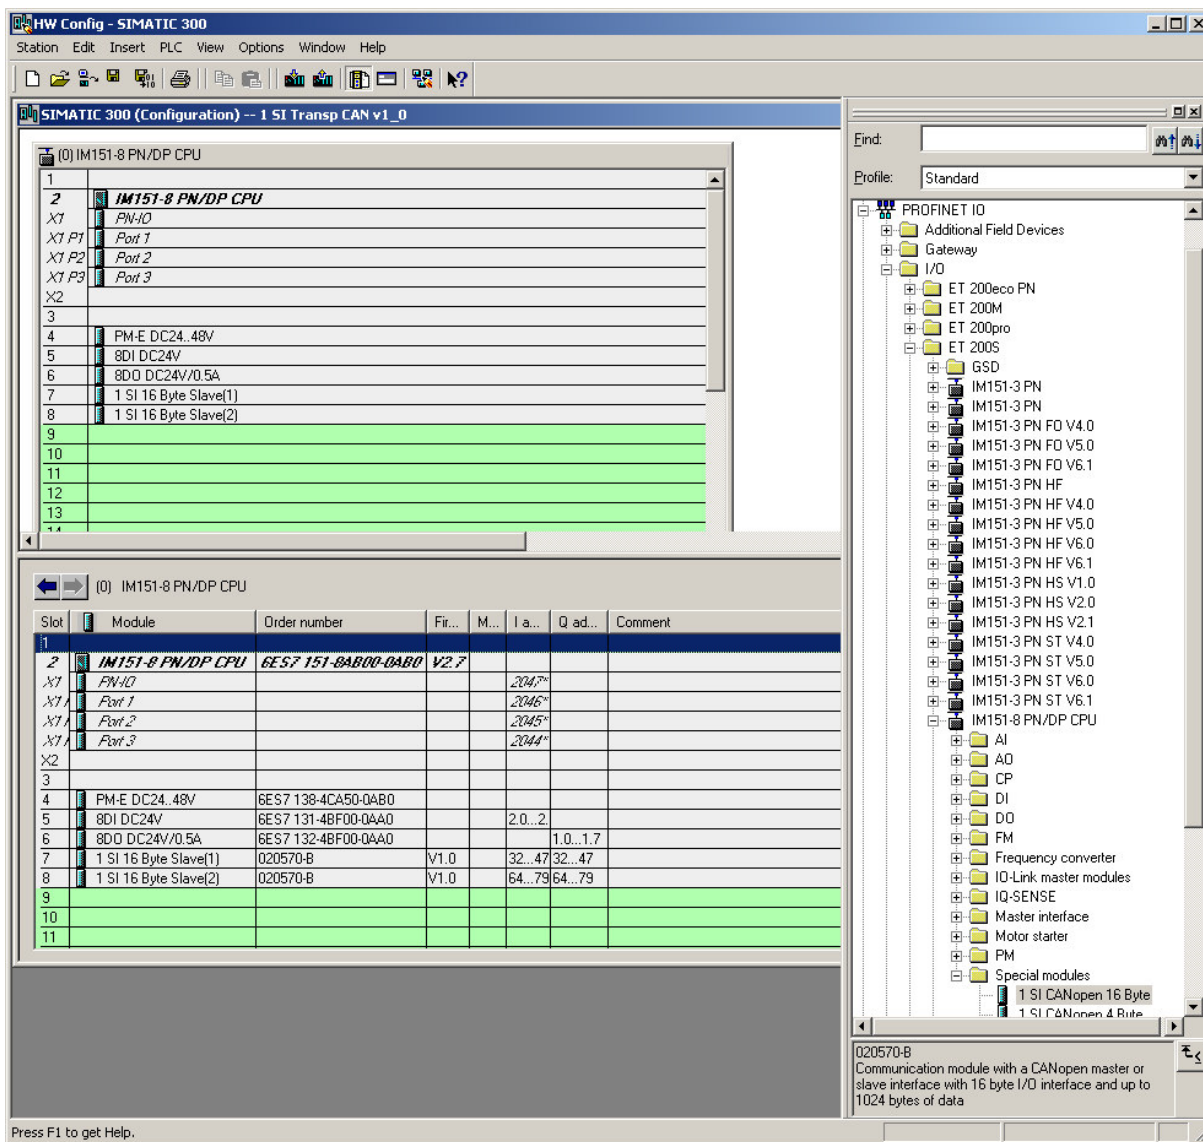 HW Config - SIMATIC 300
Station Edit Insert PLC View Options Window Help
SIMATIC 300 (Configuration) -- 1 SI Transp CAN v1_0
(0) IM151-8 PN/DP CPU
1
2 IM151-8 PN/DP CPU
X1 PN-IO
X1 P1 Port 1
X1 P2 Port 2
X1 P3 Port 3
X2
3
4 PM-E DC24..48V
5 8DI DC24V
6 8DO DC24V/0.5A
7 1 SI 16 Byte Slave(1)
8 1 SI 16 Byte Slave(2)
9
10
11
12
13
14
(0) IM151-8 PN/DP CPU
Slot Module Order number Fir... M... I a... Q ad... Comment
1
2 IM151-8 PN/DP CPU 6ES7 151-8AB00-0AB0 V2.7
X1 PN-IO 2047*
X1 Port 1 2046*
X1 Port 2 2045*
X1 Port 3 2044*
X2
3
4 PM-E DC24..48V 6ES7 138-4CA50-0AB0
5 8DI DC24V 6ES7 131-4BF00-0AA0 2.0...2.
6 8DO DC24V/0.5A 6ES7 132-4BF00-0AA0 1.0...1.7
7 1 SI 16 Byte Slave(1) 020570-B V1.0 32...47 32...47
8 1 SI 16 Byte Slave(2) 020570-B V1.0 64...79 64...79
9
10
11
Find:
Profile: Standard
PROFINET IO
Additional Field Devices
Gateway
I/O
ET 200eco PN
ET 200M
ET 200pro
ET 200S
GSD
IM151-3 PN
IM151-3 PN
IM151-3 PN FO V4.0
IM151-3 PN FO V5.0
IM151-3 PN FO V6.1
IM151-3 PN HF
IM151-3 PN HF V4.0
IM151-3 PN HF V5.0
IM151-3 PN HF V6.0
IM151-3 PN HF V6.1
IM151-3 PN HS V1.0
IM151-3 PN HS V2.0
IM151-3 PN HS V2.1
IM151-3 PN ST V4.0
IM151-3 PN ST V5.0
IM151-3 PN ST V6.0
IM151-3 PN ST V6.1
IM151-8 PN/DP CPU
AI
AO
CP
DI
DO
FM
Frequency converter
IO-Link master modules
IQ-SENSE
Master interface
Motor starter
PM
Special modules
1 SI CANopen 16 Byte
1 SI CANopen 4 Byte
020570-B
Communication module with a CANopen master or
slave interface with 16 byte I/O interface and up to
1024 bytes of data
Press F1 to get Help.